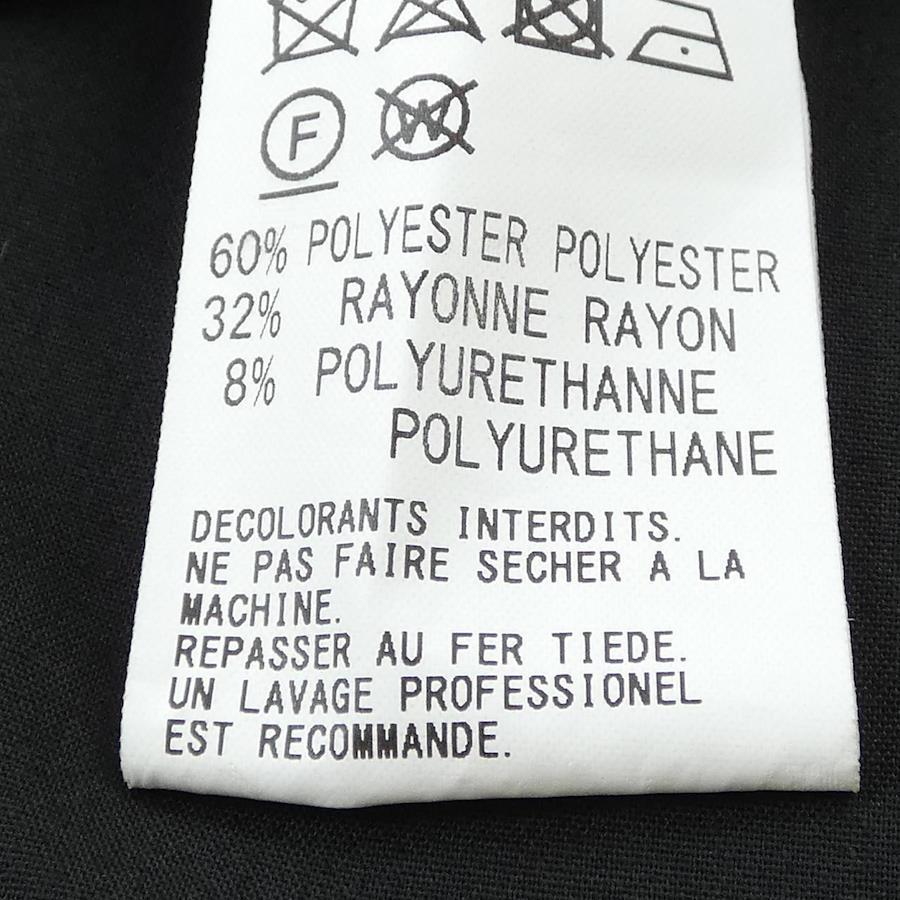 F
W
60% POLYESTER POLYESTER
32% RAYONNE RAYON
8% POLYURETHANNE
POLYURETHANE
DECOLORANTS INTERDITS.
NE PAS FAIRE SECHER A LA
MACHINE.
REPASSER AU FER TIEDE.
UN LAVAGE PROFESSIONEL
EST RECOMMANDE.